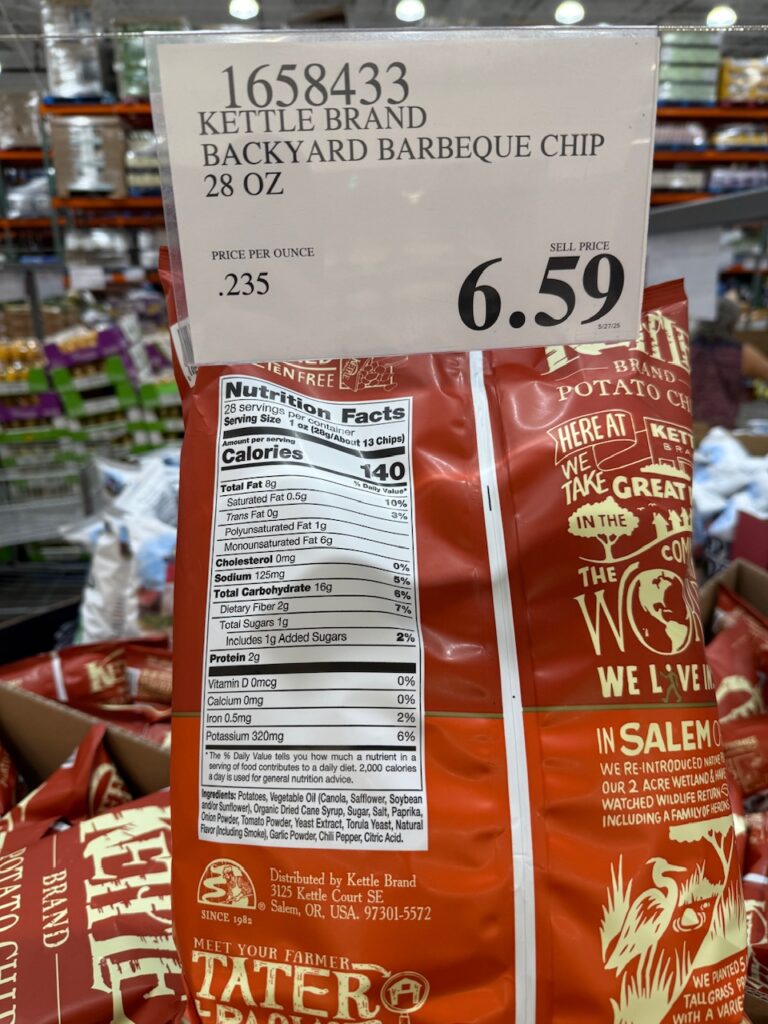 1658433
KETTLE BRAND
BACKYARD BARBEQUE CHIP
28 OZ
PRICE PER OUNCE
.235
SELL PRICE
6.59
5/27/25
FREE
Nutrition Facts
28 servings per container
Serving Size 1 oz (28g/About 13 Chips)
Amount per serving
Calories 140
% Daily Value*
Total Fat 8g 10%
Saturated Fat 0.5g 3%
Trans Fat 0g
Polyunsaturated Fat 1g
Monounsaturated Fat 6g
Cholesterol 0mg 0%
Sodium 125mg 5%
Total Carbohydrate 16g 6%
Dietary Fiber 2g 7%
Total Sugars 1g
Includes 1g Added Sugars 2%
Protein 2g
Vitamin D 0mcg 0%
Calcium 0mg 0%
Iron 0.5mg 2%
Potassium 320mg 6%
*The % Daily Value tells you how much a nutrient in a
serving of food contributes to a daily diet. 2,000 calories
a day is used for general nutrition advice.
Ingredients: Potatoes, Vegetable Oil (Canola, Safflower, Soybean
and/or Sunflower), Organic Dried Cane Syrup, Sugar, Salt, Paprika,
Onion Powder, Tomato Powder, Yeast Extract, Torula Yeast, Natural
Flavor (Including Smoke), Garlic Powder, Chili Pepper, Citric Acid.
SINCE 1982 ®
Distributed by Kettle Brand
3125 Kettle Court SE
Salem, OR, USA. 97301-5572
MEET YOUR FARMER
TATER
BRAND
POTATO CH
HERE AT KETT
BRA
WE
TAKE GREAT
IN THE
COM
THE
WO
WE LIVE IN
IN SALEM O
WE RE-INTRODUCED NATIVE
OUR 2 ACRE WETLAND & HAVE
WATCHED WILDLIFE RETURN
INCLUDING A FAMILY OF HERONS
WE PLANTED 5
TALL GRASS PR
WITH A VARIE
BRAND
POTATO CHIP